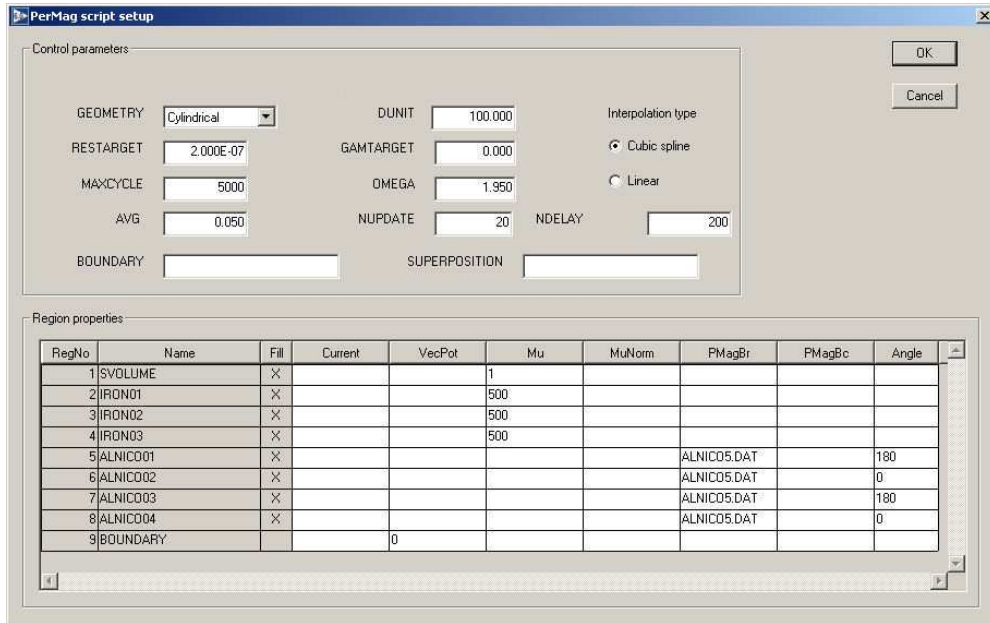 PerMag script setup
Control parameters
OK
Cancel
GEOMETRY Cylindrical DUNIT 100.000 Interpolation type
RESTARGET 2.000E-07 GAMTARGET 0.000 Cubic spline
MAXCYCLE 5000 OMEGA 1.950 Linear
AVG 0.050 NUPDATE 20 NDELAY 200
BOUNDARY SUPERPOSITION
Region properties
RegNo Name Fill Current VecPot Mu MuNorm PMagBr PMagBc Angle
1 SVOLUME X 1
2 IRON01 X 500
3 IRON02 X 500
4 IRON03 X 500
5 ALNICO01 X ALNICO5.DAT 180
6 ALNICO02 X ALNICO5.DAT 0
7 ALNICO03 X ALNICO5.DAT 180
8 ALNICO04 X ALNICO5.DAT 0
9 BOUNDARY 0